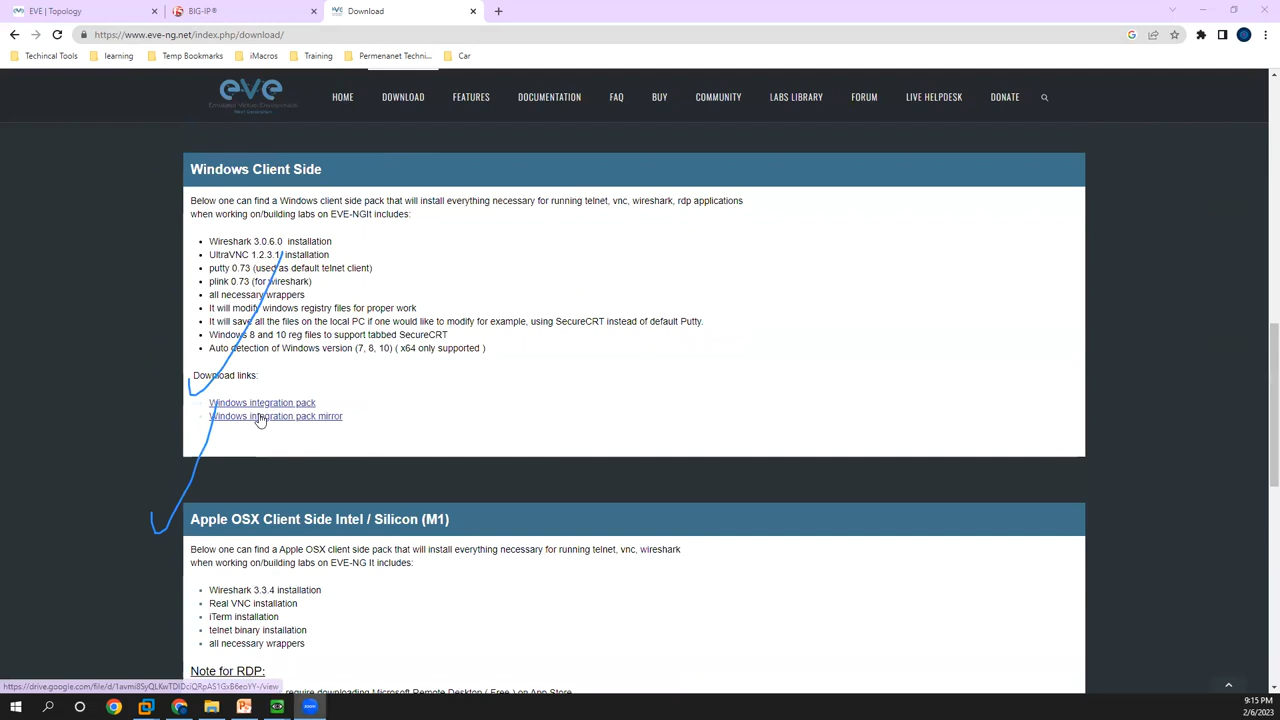 EVE | Topology
BIG-IP®
Download
https://www.eve-ng.net/index.php/download/
Techincal Tools
learning
Temp Bookmarks
iMacros
Training
Permenanet Techni...
Car
eve
HOME
DOWNLOAD
FEATURES
DOCUMENTATION
FAQ
BUY
COMMUNITY
LABS LIBRARY
FORUM
LIVE HELPDESK
DONATE
Windows Client Side
Below one can find a Windows client side pack that will install everything necessary for running telnet, vnc, wireshark, rdp applications
when working on/building labs on EVE-NGIt includes:
Wireshark 3.0.6.0 installation
UltraVNC 1.2.3.1 installation
putty 0.73 (used as default telnet client)
plink 0.73 (for wireshark)
all necessary wrappers
It will modify windows registry files for proper work
It will save all the files on the local PC if one would like to modify for example, using SecureCRT instead of default Putty.
Windows 8 and 10 reg files to support tabbed SecureCRT
Auto detection of Windows version (7, 8, 10) ( x64 only supported )
Download links:
Windows integration pack
Windows integration pack mirror
Apple OSX Client Side Intel / Silicon (M1)
Below one can find a Apple OSX client side pack that will install everything necessary for running telnet, vnc, wireshark
when working on/building labs on EVE-NG It includes:
Wireshark 3.3.4 installation
Real VNC installation
iTerm installation
telnet binary installation
all necessary wrappers
Note for RDP:
require downloading Microsoft Remote Desktop ( Free ) on App Store
9:15 PM
2/6/2023